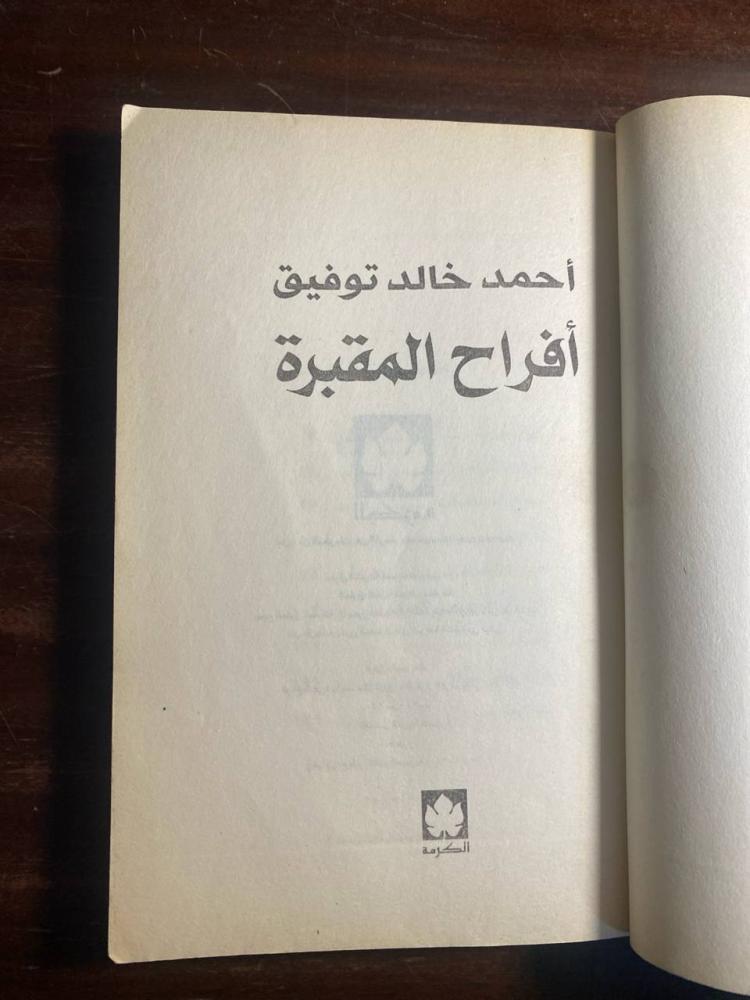 أحمد خالد توفيق
أفراح المقبرة
الكرمة